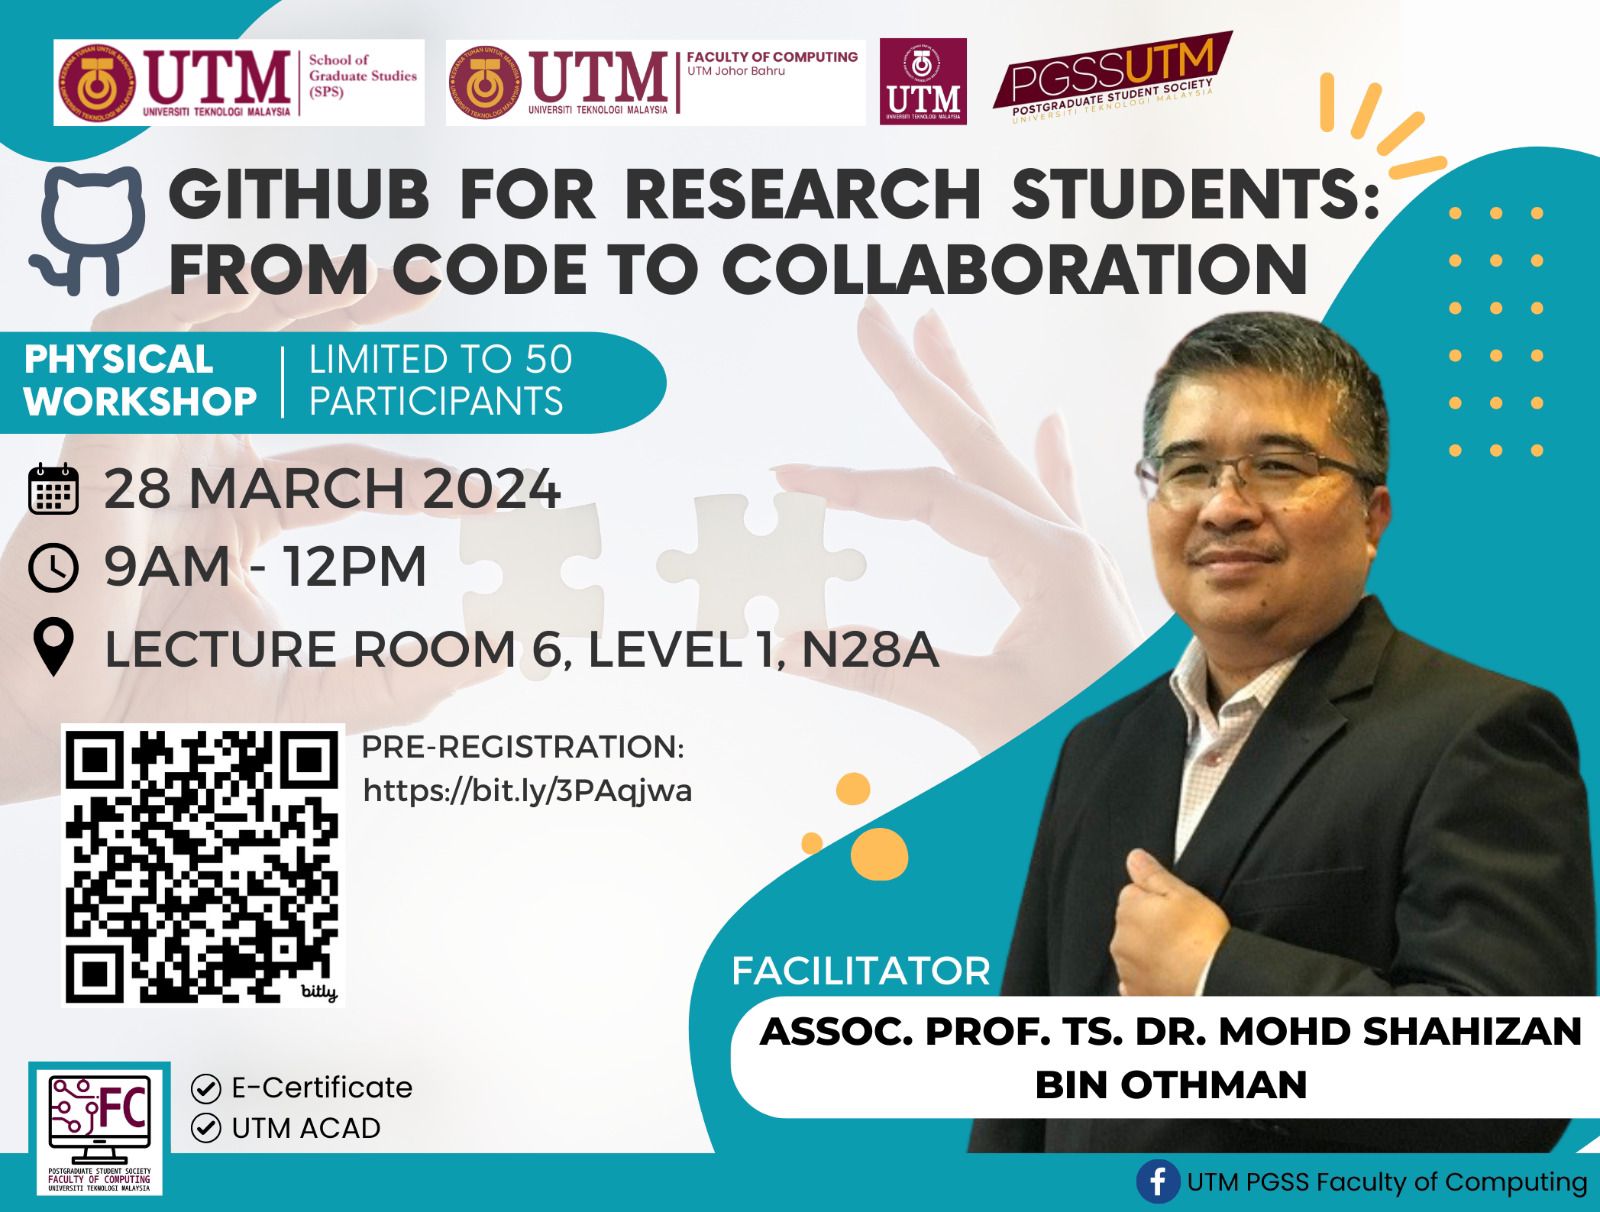 UTM
UNIVERSITI TEKNOLOGI MALAYSIA
School of
Graduate Studies
(SPS)
UTM
UNIVERSITI TEKNOLOGI MALAYSIA
FACULTY OF COMPUTING
UTM Johor Bahru
UTM
UNIVERSITI TEKNOLOGI MALAYSIA
PGSSUTM
POSTGRADUATE STUDENT SOCIETY
UNIVERSITI TEKNOLOGI MALAYSIA
GITHUB FOR RESEARCH STUDENTS:
FROM CODE TO COLLABORATION
PHYSICAL
WORKSHOP
LIMITED TO 50
PARTICIPANTS
28 MARCH 2024
9AM - 12PM
LECTURE ROOM 6, LEVEL 1, N28A
PRE-REGISTRATION:
https://bit.ly/3PAqjwa
bitly
FACILITATOR
ASSOC. PROF. TS. DR. MOHD SHAHIZAN
BIN OTHMAN
FC
POSTGRADUATE STUDENT SOCIETY
FACULTY OF COMPUTING
UNIVERSITI TEKNOLOGI MALAYSIA
E-Certificate
UTM ACAD
UTM PGSS Faculty of Computing